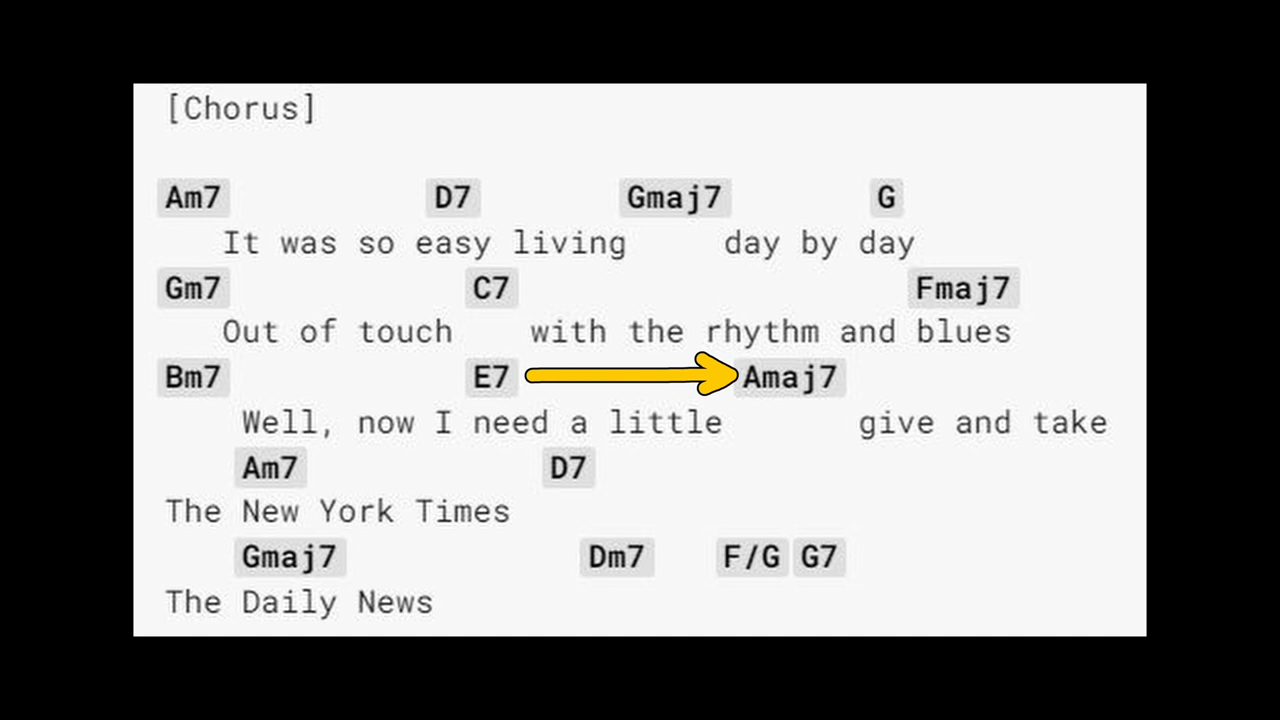 [Chorus]
Am7 D7 Gmaj7 G
It was so easy living day by day
Gm7 C7 Fmaj7
Out of touch with the rhythm and blues
Bm7 E7 Amaj7
Well, now I need a little give and take
Am7 D7
The New York Times
Gmaj7 Dm7 F/G G7
The Daily News